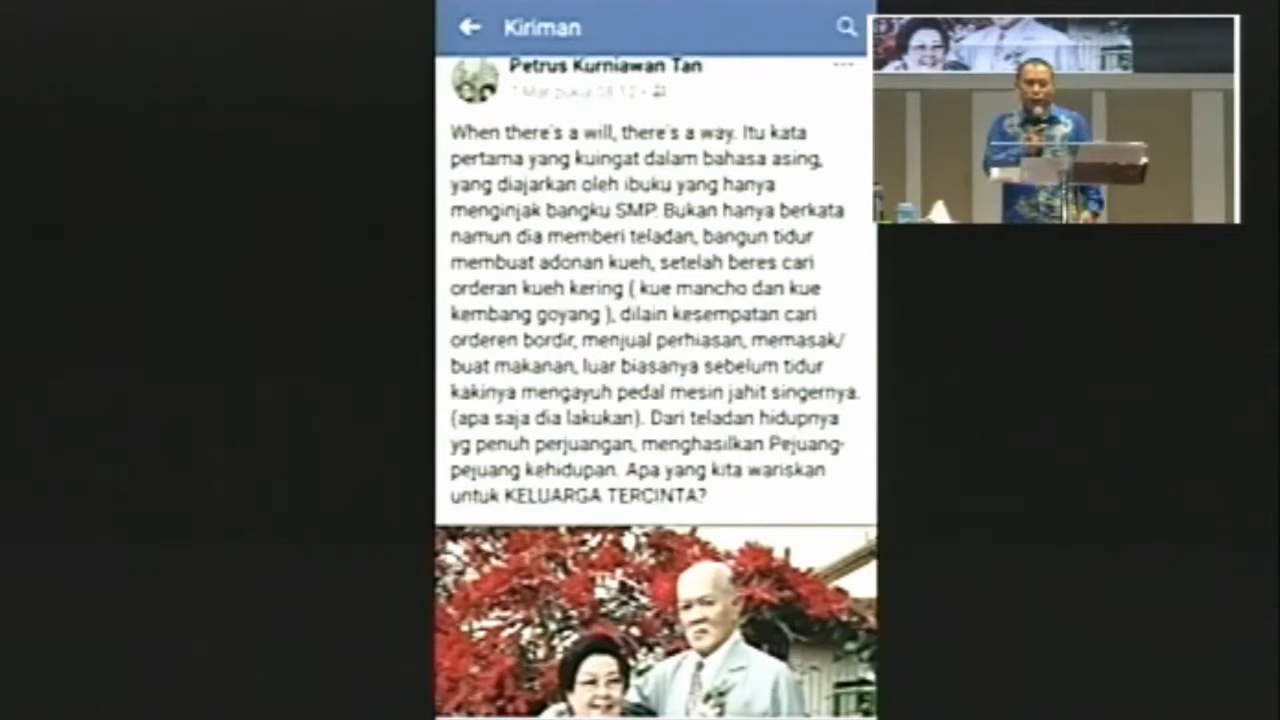 Kiriman
Petrus Kurniawan Tan
When there's a will, there's a way. Itu kata
pertama yang kuingat dalam bahasa asing,
yang diajarkan oleh ibuku yang hanya
menginjak bangku SMP. Bukan hanya berkata
namun dia memberi teladan, bangun tidur
membuat adonan kueh, setelah beres cari
orderan kueh kering ( kue mancho dan kue
kembang goyang ), dilain kesempatan cari
orderen bordir, menjual perhiasan, memasak/
buat makanan, luar biasanya sebelum tidur
kakinya mengayuh pedal mesin jahit singernya.
(apa saja dia lakukan). Dari teladan hidupnya
yg penuh perjuangan, menghasilkan Pejuang-
pejuang kehidupan. Apa yang kita wariskan
untuk KELUARGA TERCINTA?